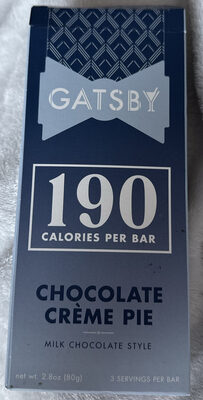 GATSBY
190
CALORIES PER BAR
CHOCOLATE
CRÈME PIE
MILK CHOCOLATE STYLE
net wt. 2.8oz (80g) 3 SERVINGS PER BAR